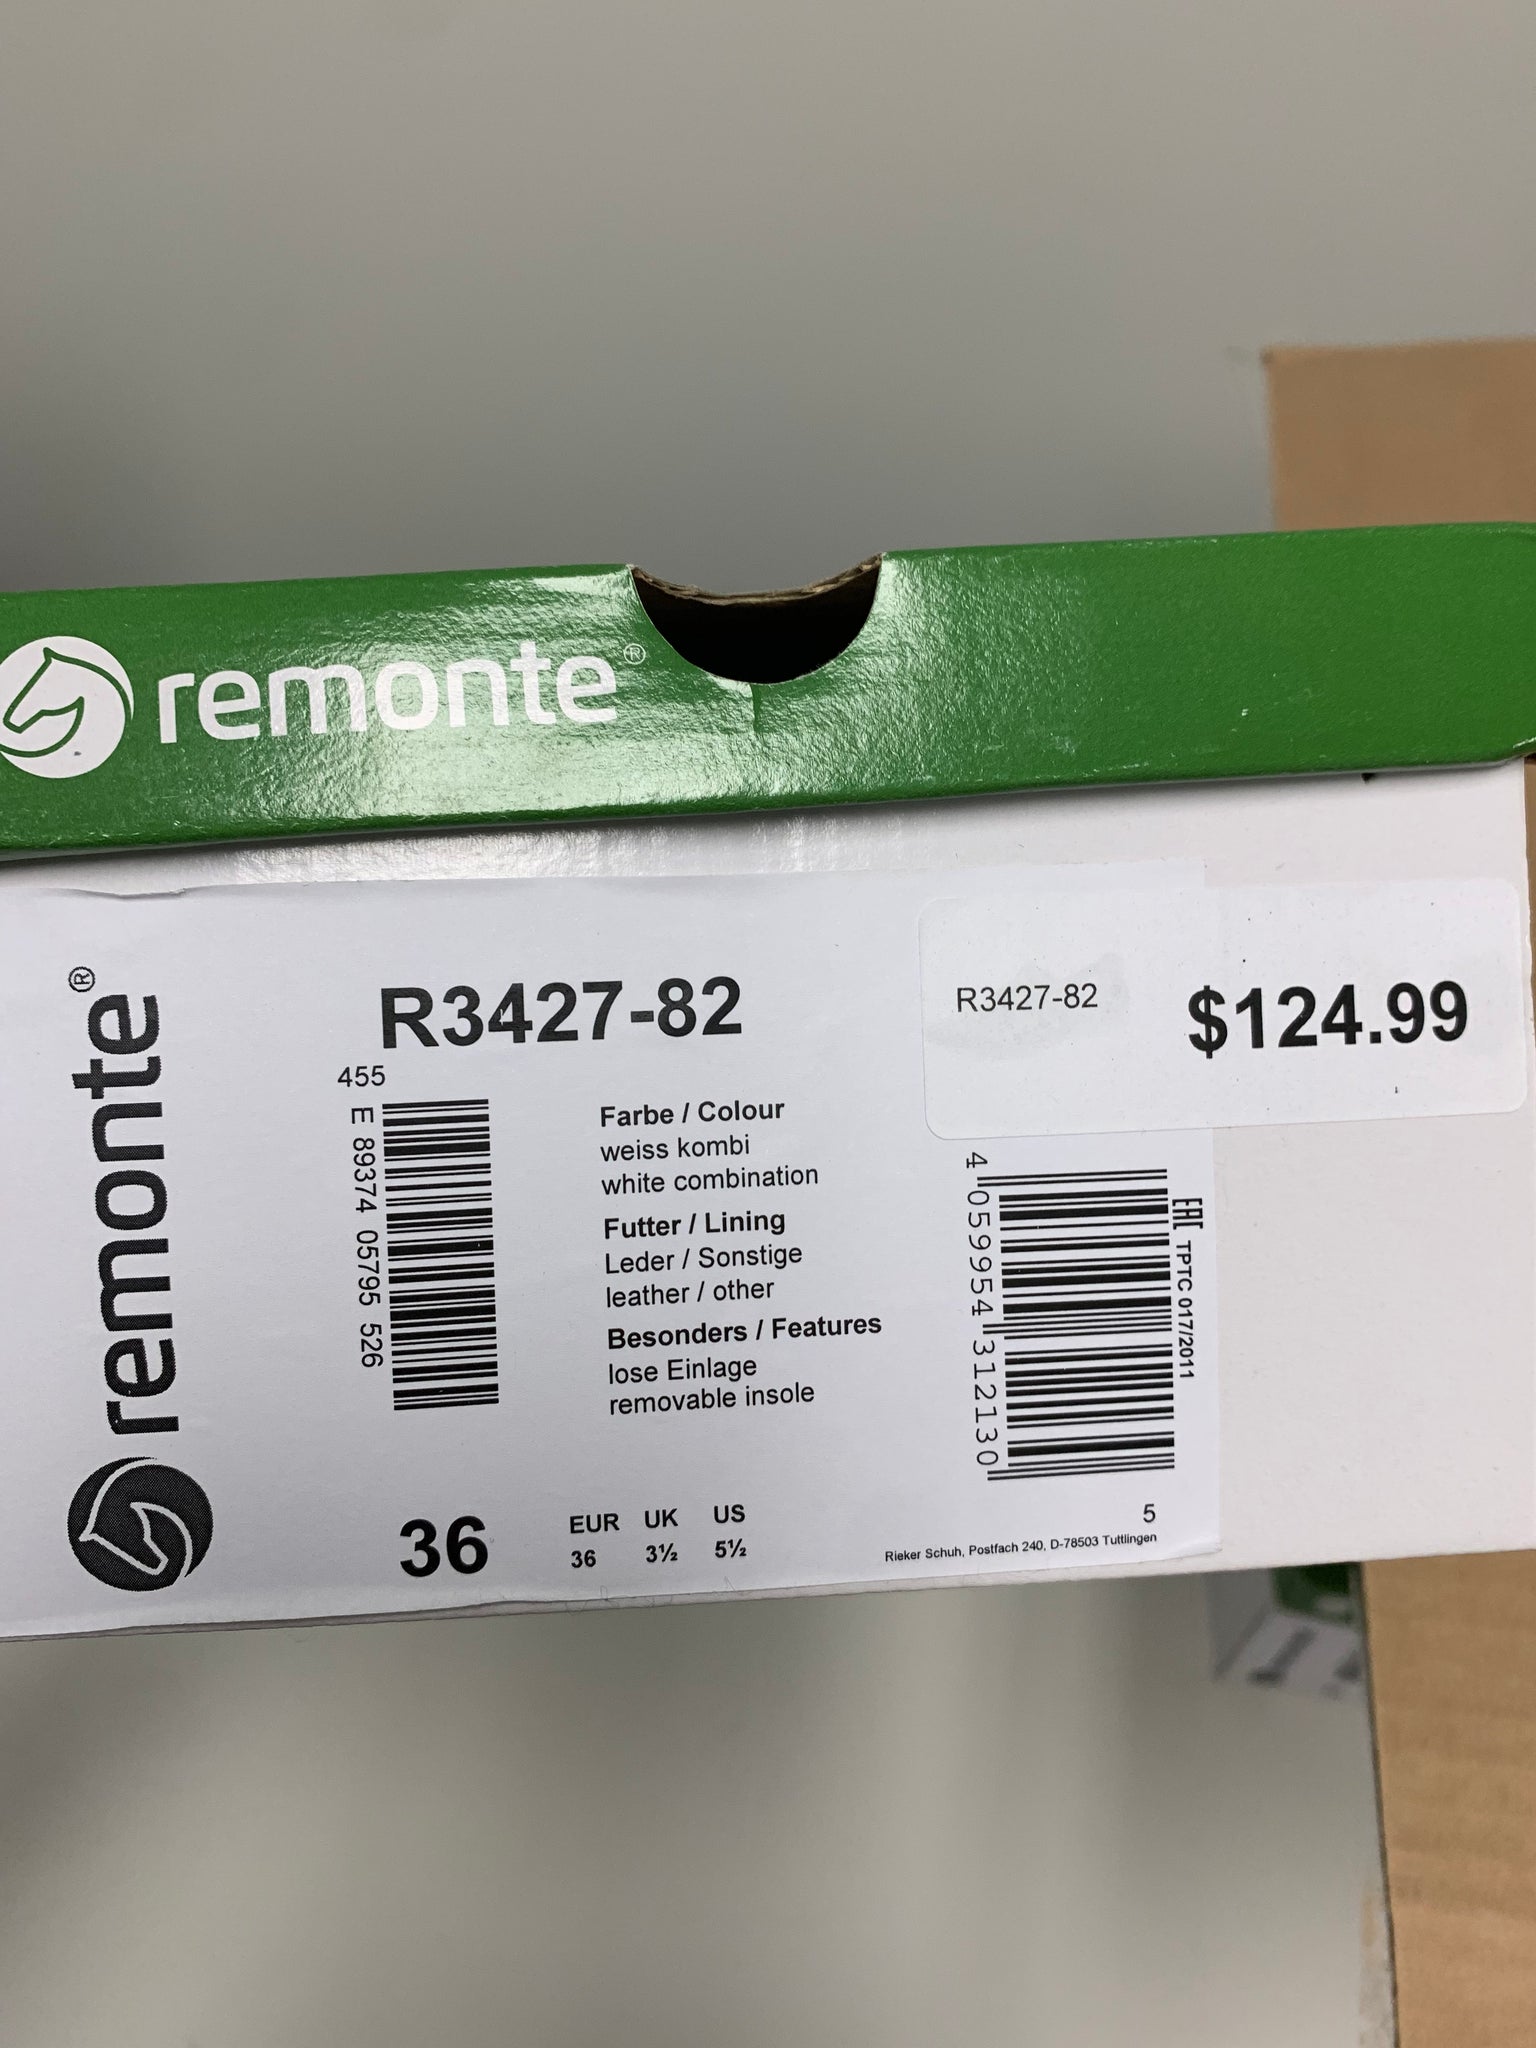 remonte®
remonte®
R3427-82
R3427-82 $124.99
455
E 89374 05795 526
Farbe / Colour
weiss kombi
white combination
Futter / Lining
Leder / Sonstige
leather / other
Besonders / Features
lose Einlage
removable insole
4 059954 312130
EAC TPTC 017/2011
36
EUR UK US
36 3½ 5½
5
Rieker Schuh, Postfach 240, D-78503 Tuttlingen